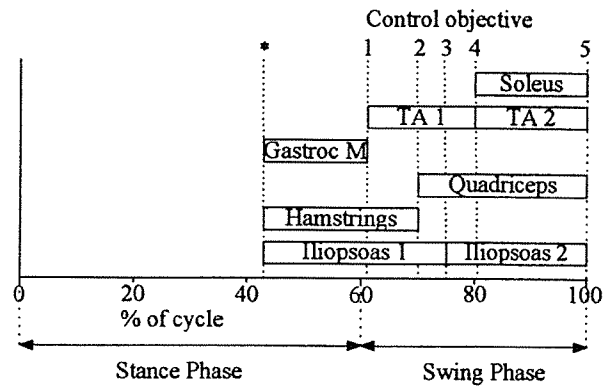 Control objective
* 1 2 3 4 5
Soleus
TA 1 TA 2
Gastroc M
Quadriceps
Hamstrings
Iliopsoas 1 Iliopsoas 2
0 20 40 60 80 100
% of cycle
Stance Phase Swing Phase